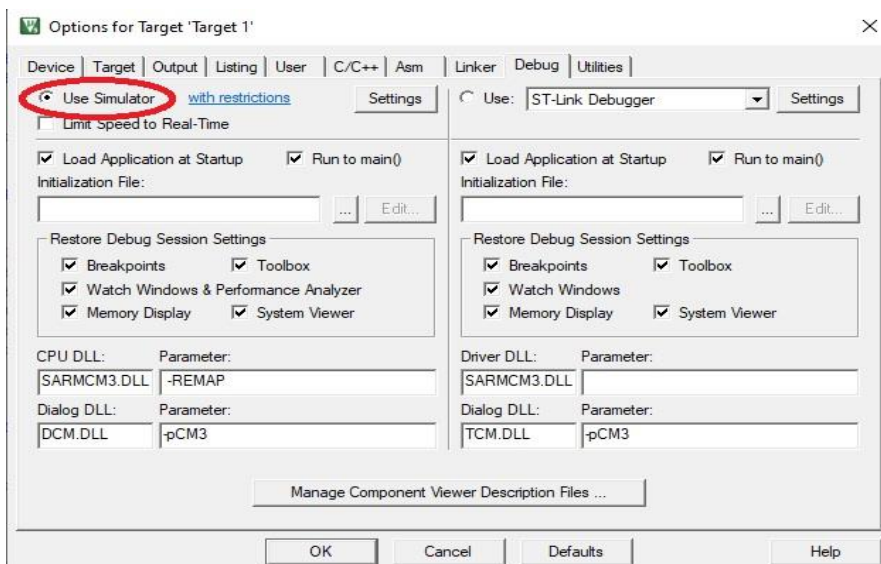 Options for Target 'Target 1'
Device Target Output Listing User C/C++ Asm Linker Debug Utilities
Use Simulator with restrictions Settings
Limit Speed to Real-Time
Use: ST-Link Debugger Settings
Load Application at Startup Run to main()
Initialization File:
... Edit...
Restore Debug Session Settings
Breakpoints Toolbox
Watch Windows & Performance Analyzer
Memory Display System Viewer
CPU DLL: Parameter:
SARMCM3.DLL -REMAP
Dialog DLL: Parameter:
DCM.DLL -pCM3
Load Application at Startup Run to main()
Initialization File:
... Edit...
Restore Debug Session Settings
Breakpoints Toolbox
Watch Windows
Memory Display System Viewer
Driver DLL: Parameter:
SARMCM3.DLL
Dialog DLL: Parameter:
TCM.DLL -pCM3
Manage Component Viewer Description Files ...
OK Cancel Defaults Help